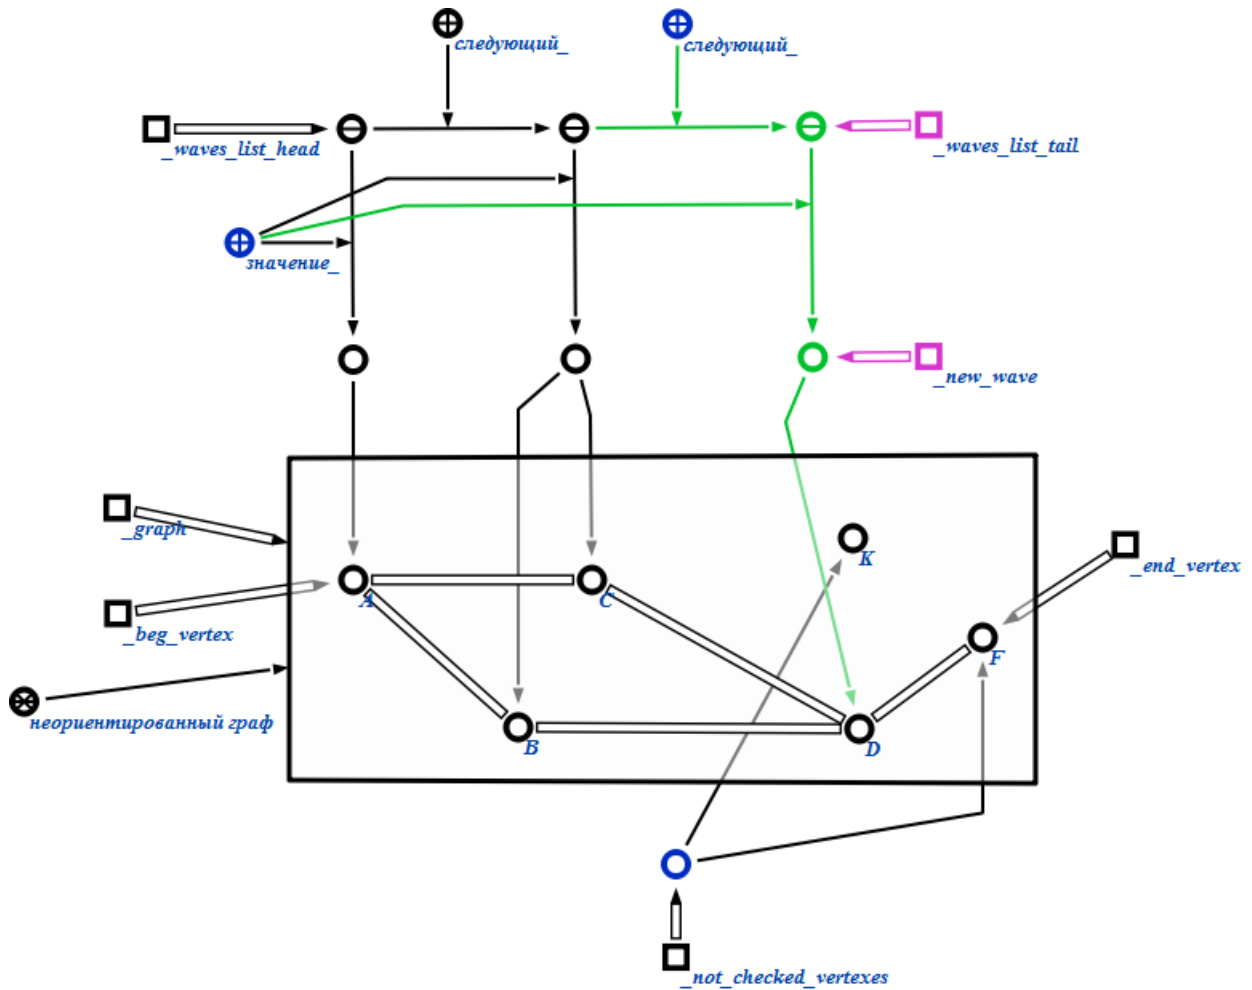 следующий_
следующий_
_waves_list_head
_waves_list_tail
значение_
_new_wave
_graph
K
_end_vertex
A
C
_beg_vertex
F
неориентированный граф
B
D
_not_checked_vertexes